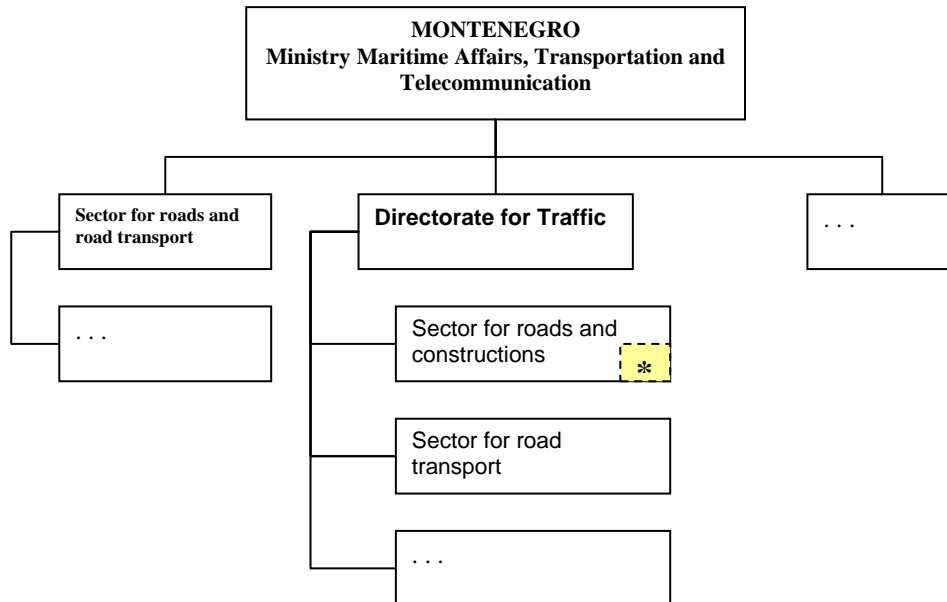 MONTENEGRO
Ministry Maritime Affairs, Transportation and
Telecommunication
Sector for roads and
road transport
Directorate for Traffic
. . .
. . .
Sector for roads and
constructions
*
Sector for road
transport
. . .